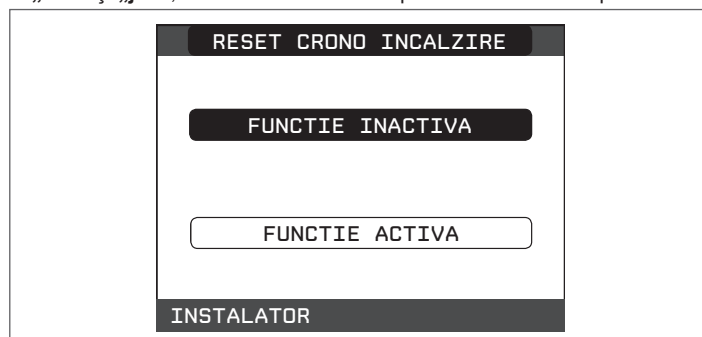 RESET CRONO INCALZIRE
FUNCTIE INACTIVA
FUNCTIE ACTIVA
INSTALATOR